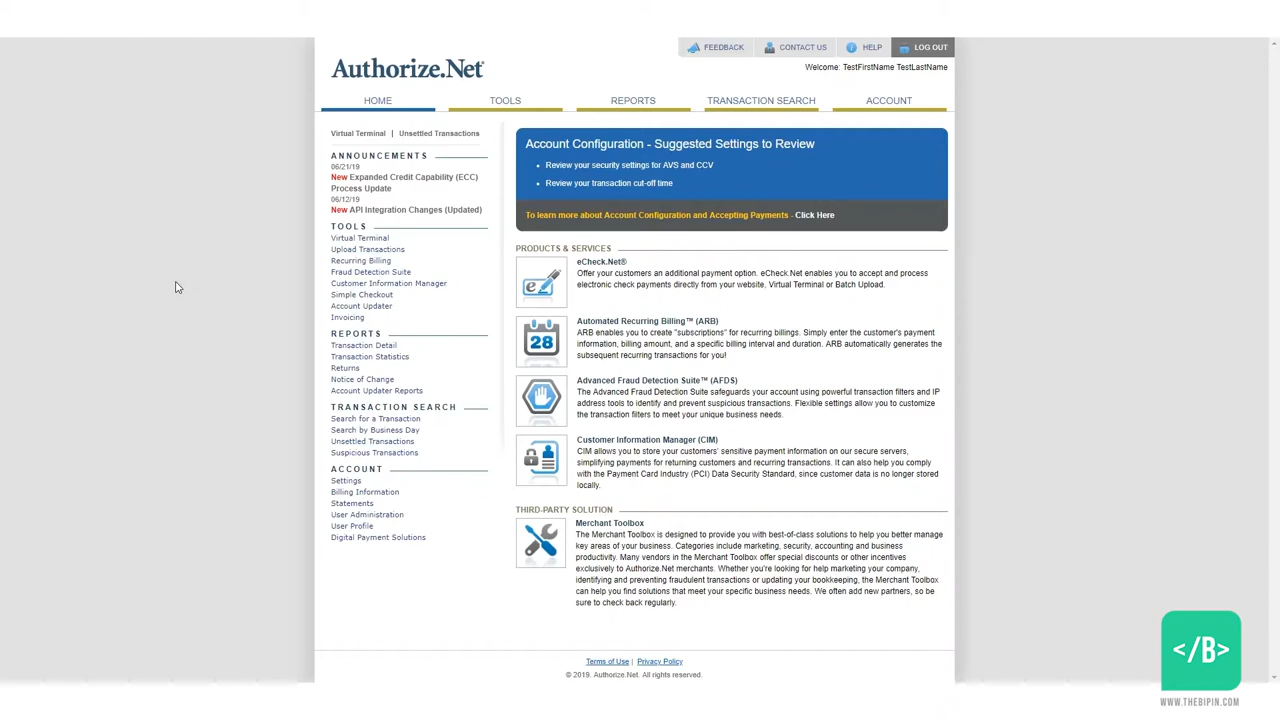 FEEDBACK
CONTACT US
HELP
LOG OUT
Authorize.Net
Welcome: TestFirstName TestLastName
HOME
TOOLS
REPORTS
TRANSACTION SEARCH
ACCOUNT
Virtual Terminal | Unsettled Transactions
ANNOUNCEMENTS
06/21/19
New Expanded Credit Capability (ECC)
Process Update
06/12/19
New API Integration Changes (Updated)
TOOLS
Virtual Terminal
Upload Transactions
Recurring Billing
Fraud Detection Suite
Customer Information Manager
Simple Checkout
Account Updater
Invoicing
REPORTS
Transaction Detail
Transaction Statistics
Returns
Notice of Change
Account Updater Reports
TRANSACTION SEARCH
Search for a Transaction
Search by Business Day
Unsettled Transactions
Suspicious Transactions
ACCOUNT
Settings
Billing Information
Statements
User Administration
User Profile
Digital Payment Solutions
Account Configuration - Suggested Settings to Review
• Review your security settings for AVS and CCV
• Review your transaction cut-off time
To learn more about Account Configuration and Accepting Payments - Click Here
PRODUCTS & SERVICES
e
eCheck.Net®
Offer your customers an additional payment option. eCheck.Net enables you to accept and process
electronic check payments directly from your website, Virtual Terminal or Batch Upload.
28
Automated Recurring Billing™ (ARB)
ARB enables you to create "subscriptions" for recurring billings. Simply enter the customer's payment
information, billing amount, and a specific billing interval and duration. ARB automatically generates the
subsequent recurring transactions for you!
Advanced Fraud Detection Suite™ (AFDS)
The Advanced Fraud Detection Suite safeguards your account using powerful transaction filters and IP
address tools to identify and prevent suspicious transactions. Flexible settings allow you to customize
the transaction filters to meet your unique business needs.
Customer Information Manager (CIM)
CIM allows you to store your customers' sensitive payment information on our secure servers,
simplifying payments for returning customers and recurring transactions. It can also help you comply
with the Payment Card Industry (PCI) Data Security Standard, since customer data is no longer stored
locally.
THIRD-PARTY SOLUTION
Merchant Toolbox
The Merchant Toolbox is designed to provide you with best-of-class solutions to help you better manage
key areas of your business. Categories include marketing, security, accounting and business
productivity. Many vendors in the Merchant Toolbox offer special discounts or other incentives
exclusively to Authorize.Net merchants. Whether you're looking for help marketing your company,
identifying and preventing fraudulent transactions or updating your bookkeeping, the Merchant Toolbox
can help you find solutions that meet your specific business needs. We often add new partners, so be
sure to check back regularly.
Terms of Use | Privacy Policy
© 2019. Authorize.Net. All rights reserved.
</B>
WWW.THEBIPIN.COM